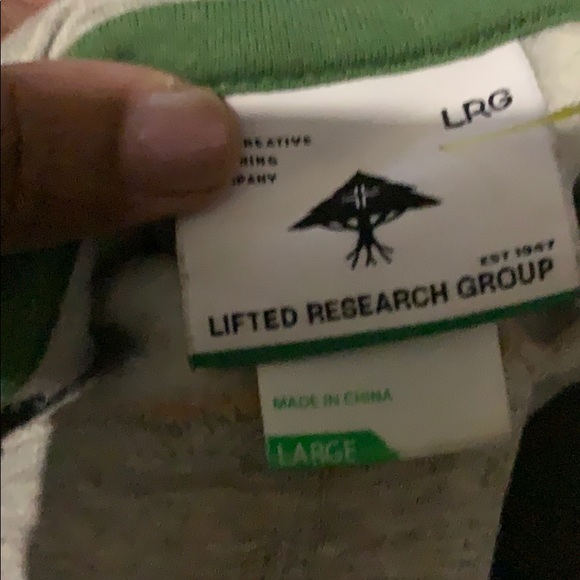 LRG
EST 1947
LIFTED RESEARCH GROUP
MADE IN CHINA
LARGE